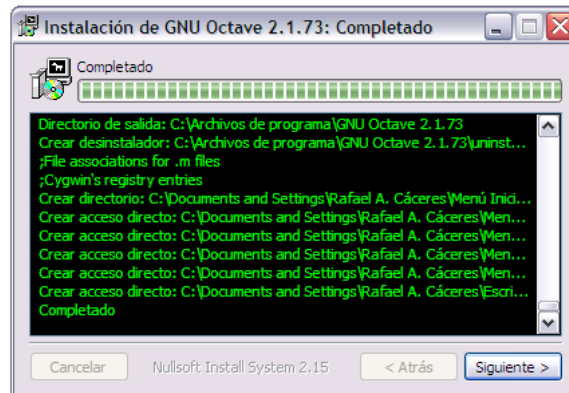 Instalación de GNU Octave 2.1.73: Completado
Completado
Directorio de salida: C:\Archivos de programa\GNU Octave 2.1.73
Crear desinstalador: C:\Archivos de programa\GNU Octave 2.1.73\uninst...
;File associations for .m files
;Cygwin's registry entries
Crear directorio: C:\Documents and Settings\Rafael A. Cáceres\Menú Inici...
Crear acceso directo: C:\Documents and Settings\Rafael A. Cáceres\Men...
Crear acceso directo: C:\Documents and Settings\Rafael A. Cáceres\Men...
Crear acceso directo: C:\Documents and Settings\Rafael A. Cáceres\Men...
Crear acceso directo: C:\Documents and Settings\Rafael A. Cáceres\Men...
Crear acceso directo: C:\Documents and Settings\Rafael A. Cáceres\Escri...
Completado
Cancelar Nullsoft Install System 2.15 < Atrás Siguiente >